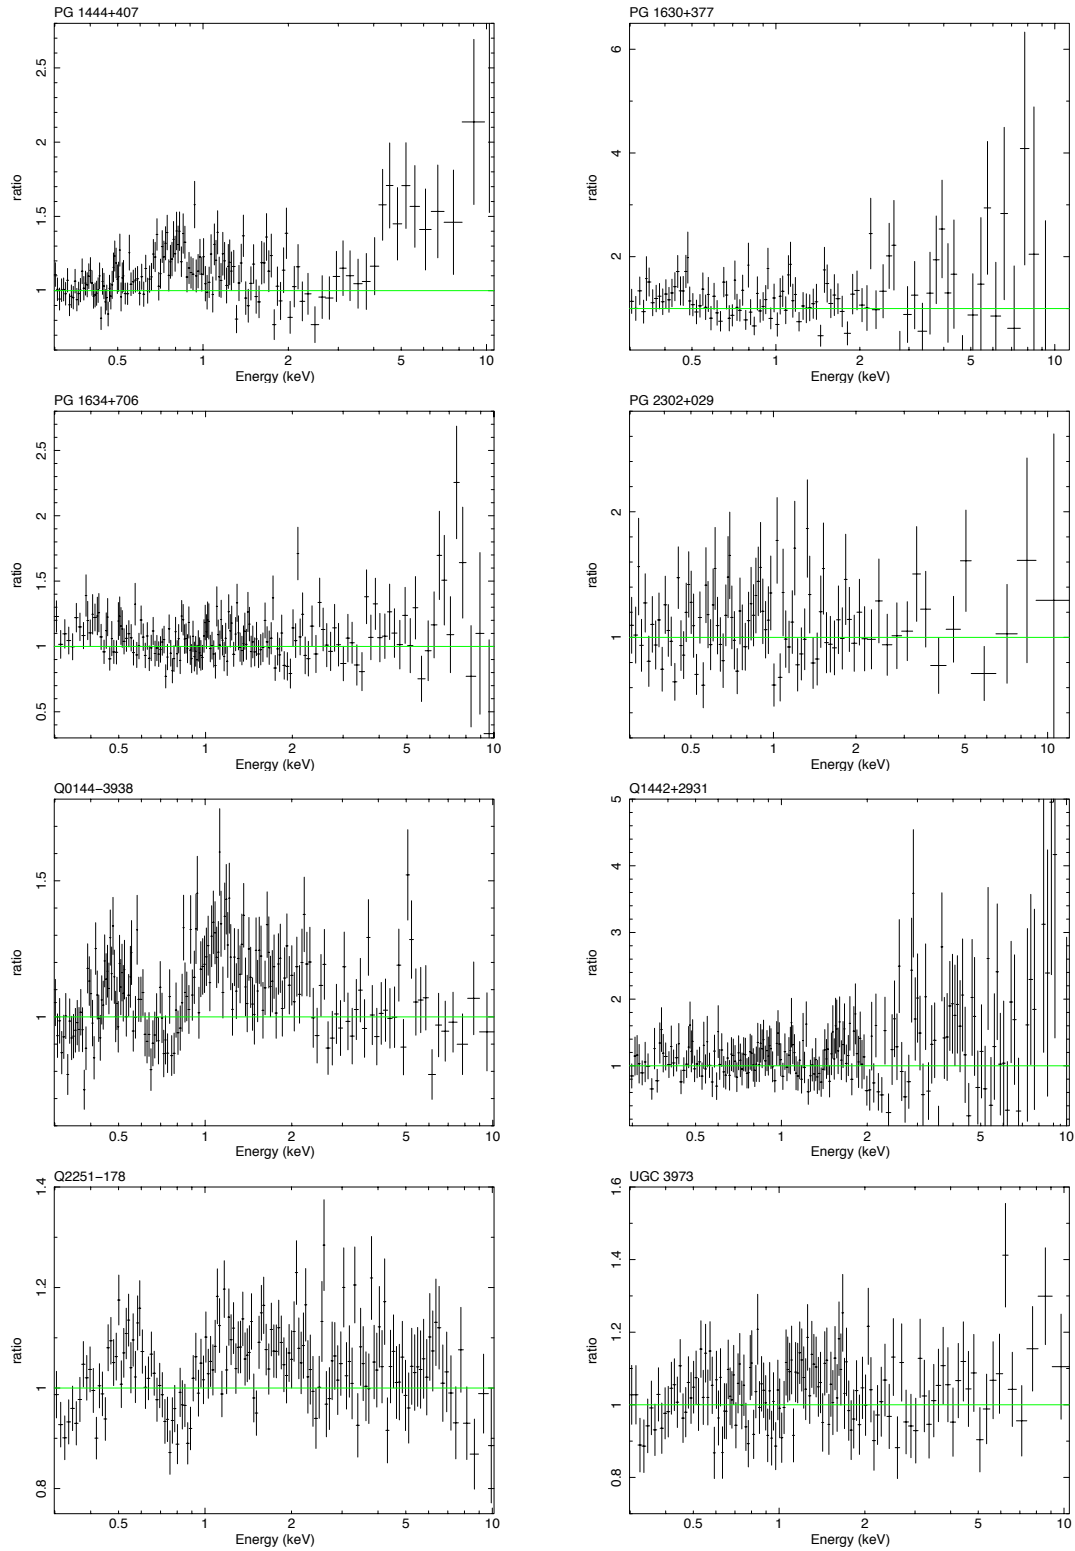 PG 1444+407
ratio
1
1.5
2
2.5
0.5
1
2
5
10
Energy (keV)
PG 1630+377
ratio
2
4
6
0.5
1
2
5
10
Energy (keV)
PG 1634+706
ratio
0.5
1
1.5
2
2.5
0.5
1
2
5
10
Energy (keV)
PG 2302+029
ratio
1
2
0.5
1
2
5
10
Energy (keV)
Q0144−3938
ratio
1
1.5
0.5
1
2
5
10
Energy (keV)
Q1442+2931
ratio
1
2
3
4
5
0.5
1
2
5
10
Energy (keV)
Q2251−178
ratio
0.8
1
1.2
1.4
0.5
1
2
5
10
Energy (keV)
UGC 3973
ratio
0.8
1
1.2
1.4
1.6
0.5
1
2
5
10
Energy (keV)